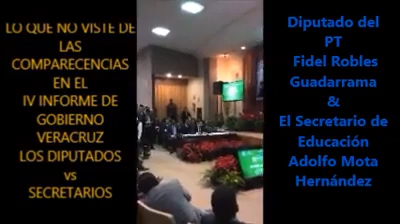 LO QUE NO VISTE DE
LAS
COMPARECENCIAS
EN EL
IV INFORME DE
GOBIERNO
VERACRUZ
LOS DIPUTADOS
vs
SECRETARIOS
Diputado del
PT
Fidel Robles
Guadarrama
&
El Secretario de
Educación
Adolfo Mota
Hernández